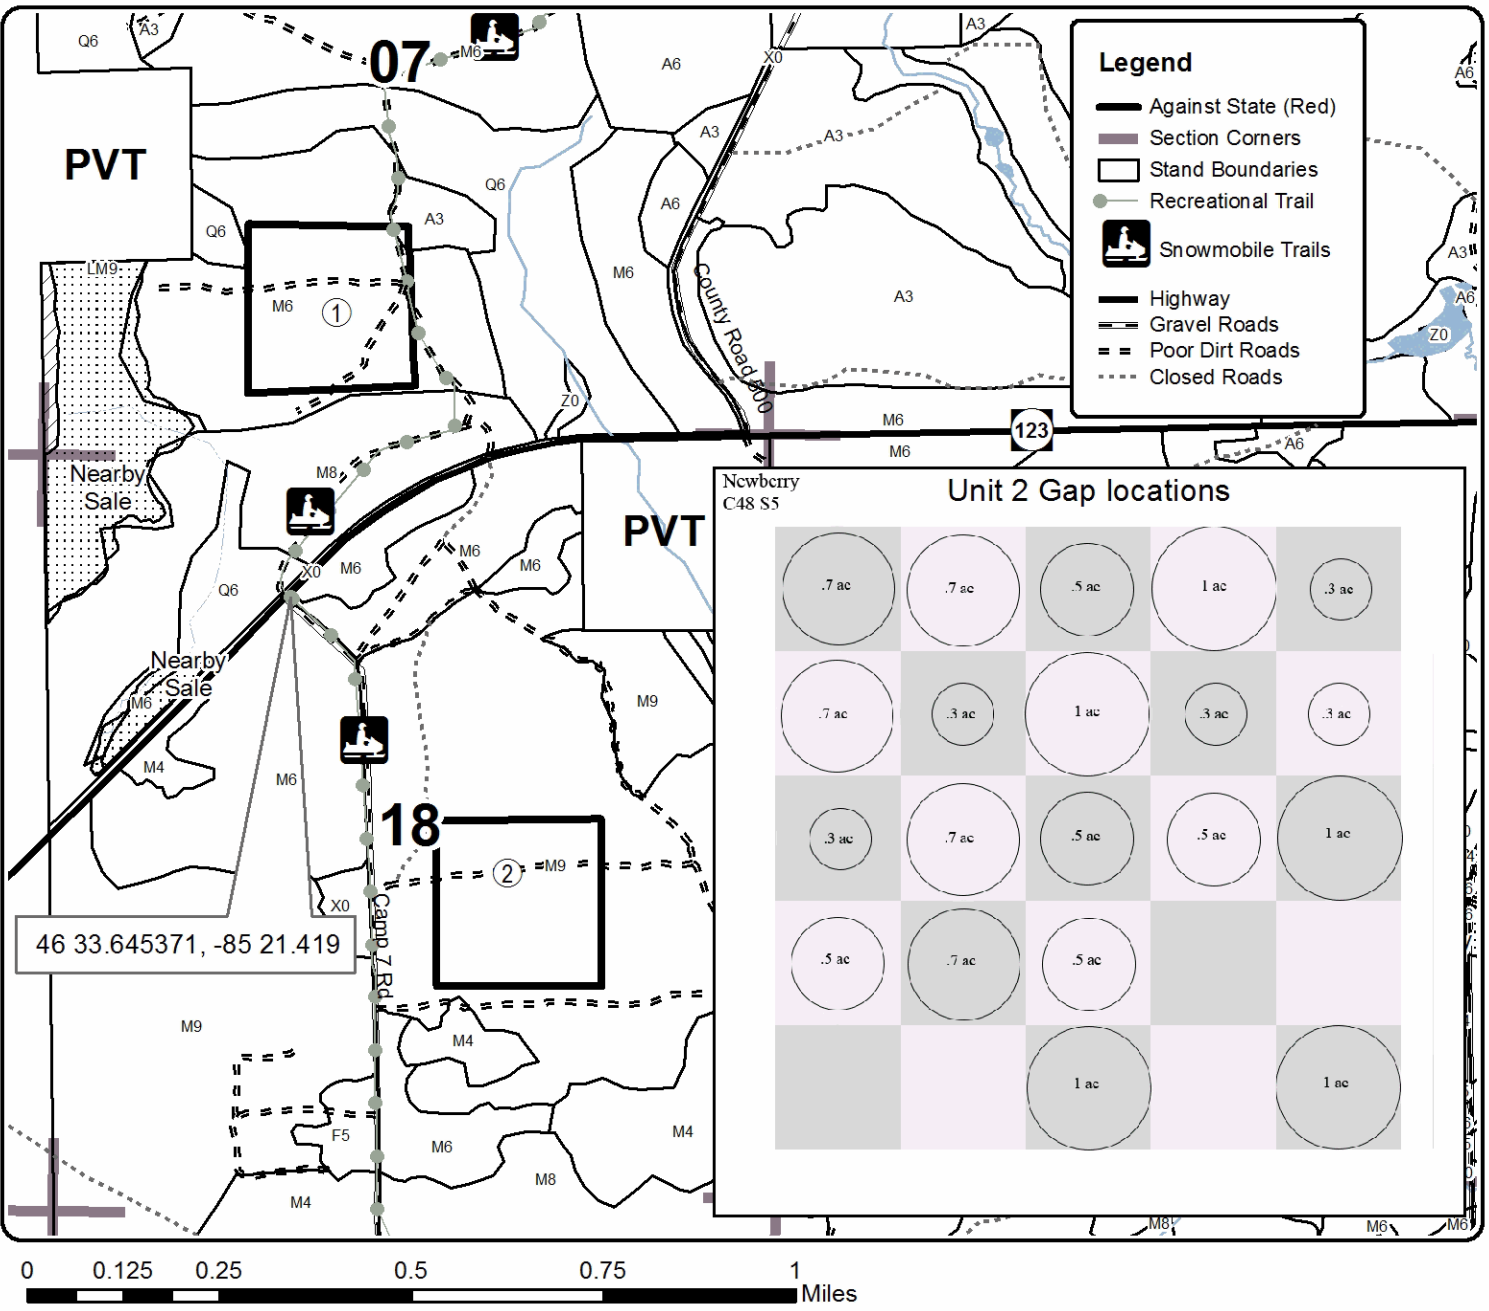 Q6
A3
07
M6
A6
X0
A3
A6
PVT
A3
A3
Q6
A6
Q6
A3
LM9
M6
1
M6
County Road 500
A3
A3
A6
Z0
Z0
Legend
Against State (Red)
Section Corners
Stand Boundaries
Recreational Trail
Snowmobile Trails
Highway
Gravel Roads
Poor Dirt Roads
Closed Roads
M6
123
M6
A6
Nearby
Sale
M8
PVT
X0
M6
M6
M6
Q6
Nearby
Sale
M6
M4
M6
M9
18
2
M9
X0
Camp 7 Rd
46 33.645371, -85 21.419
M9
M4
F5
M6
M4
M8
M4
Newberry
C48 S5
Unit 2 Gap locations
.7 ac
.7 ac
.5 ac
1 ac
.3 ac
.7 ac
.3 ac
1 ac
.3 ac
.3 ac
.3 ac
.7 ac
.5 ac
.5 ac
1 ac
.5 ac
.7 ac
.5 ac
1 ac
1 ac
M8
M6
M6
0 0.125 0.25 0.5 0.75 1
Miles